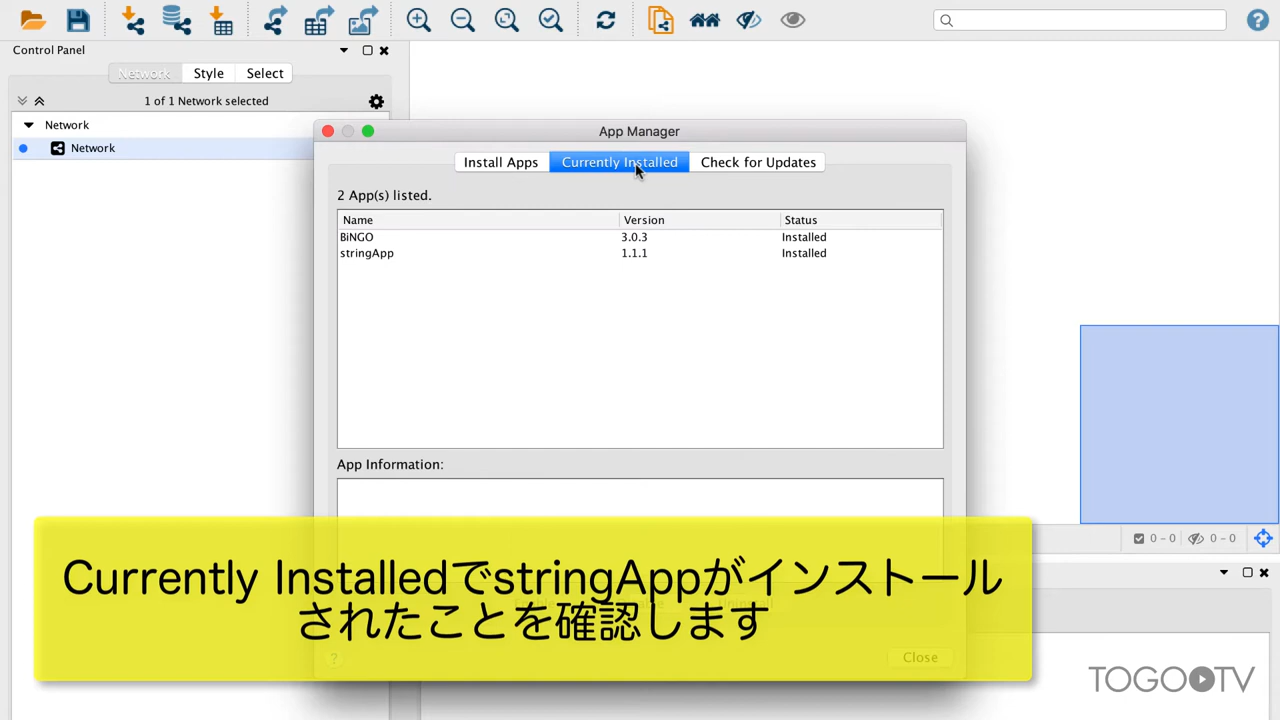 Control Panel
Network Style Select
1 of 1 Network selected
Network
Network
App Manager
Install Apps Currently Installed Check for Updates
2 App(s) listed.
Name Version Status
BiNGO 3.0.3 Installed
stringApp 1.1.1 Installed
App Information:
Currently InstalledでstringAppがインストール
されたことを確認します
? Close
0 - 0 0 - 0
TOGOTV